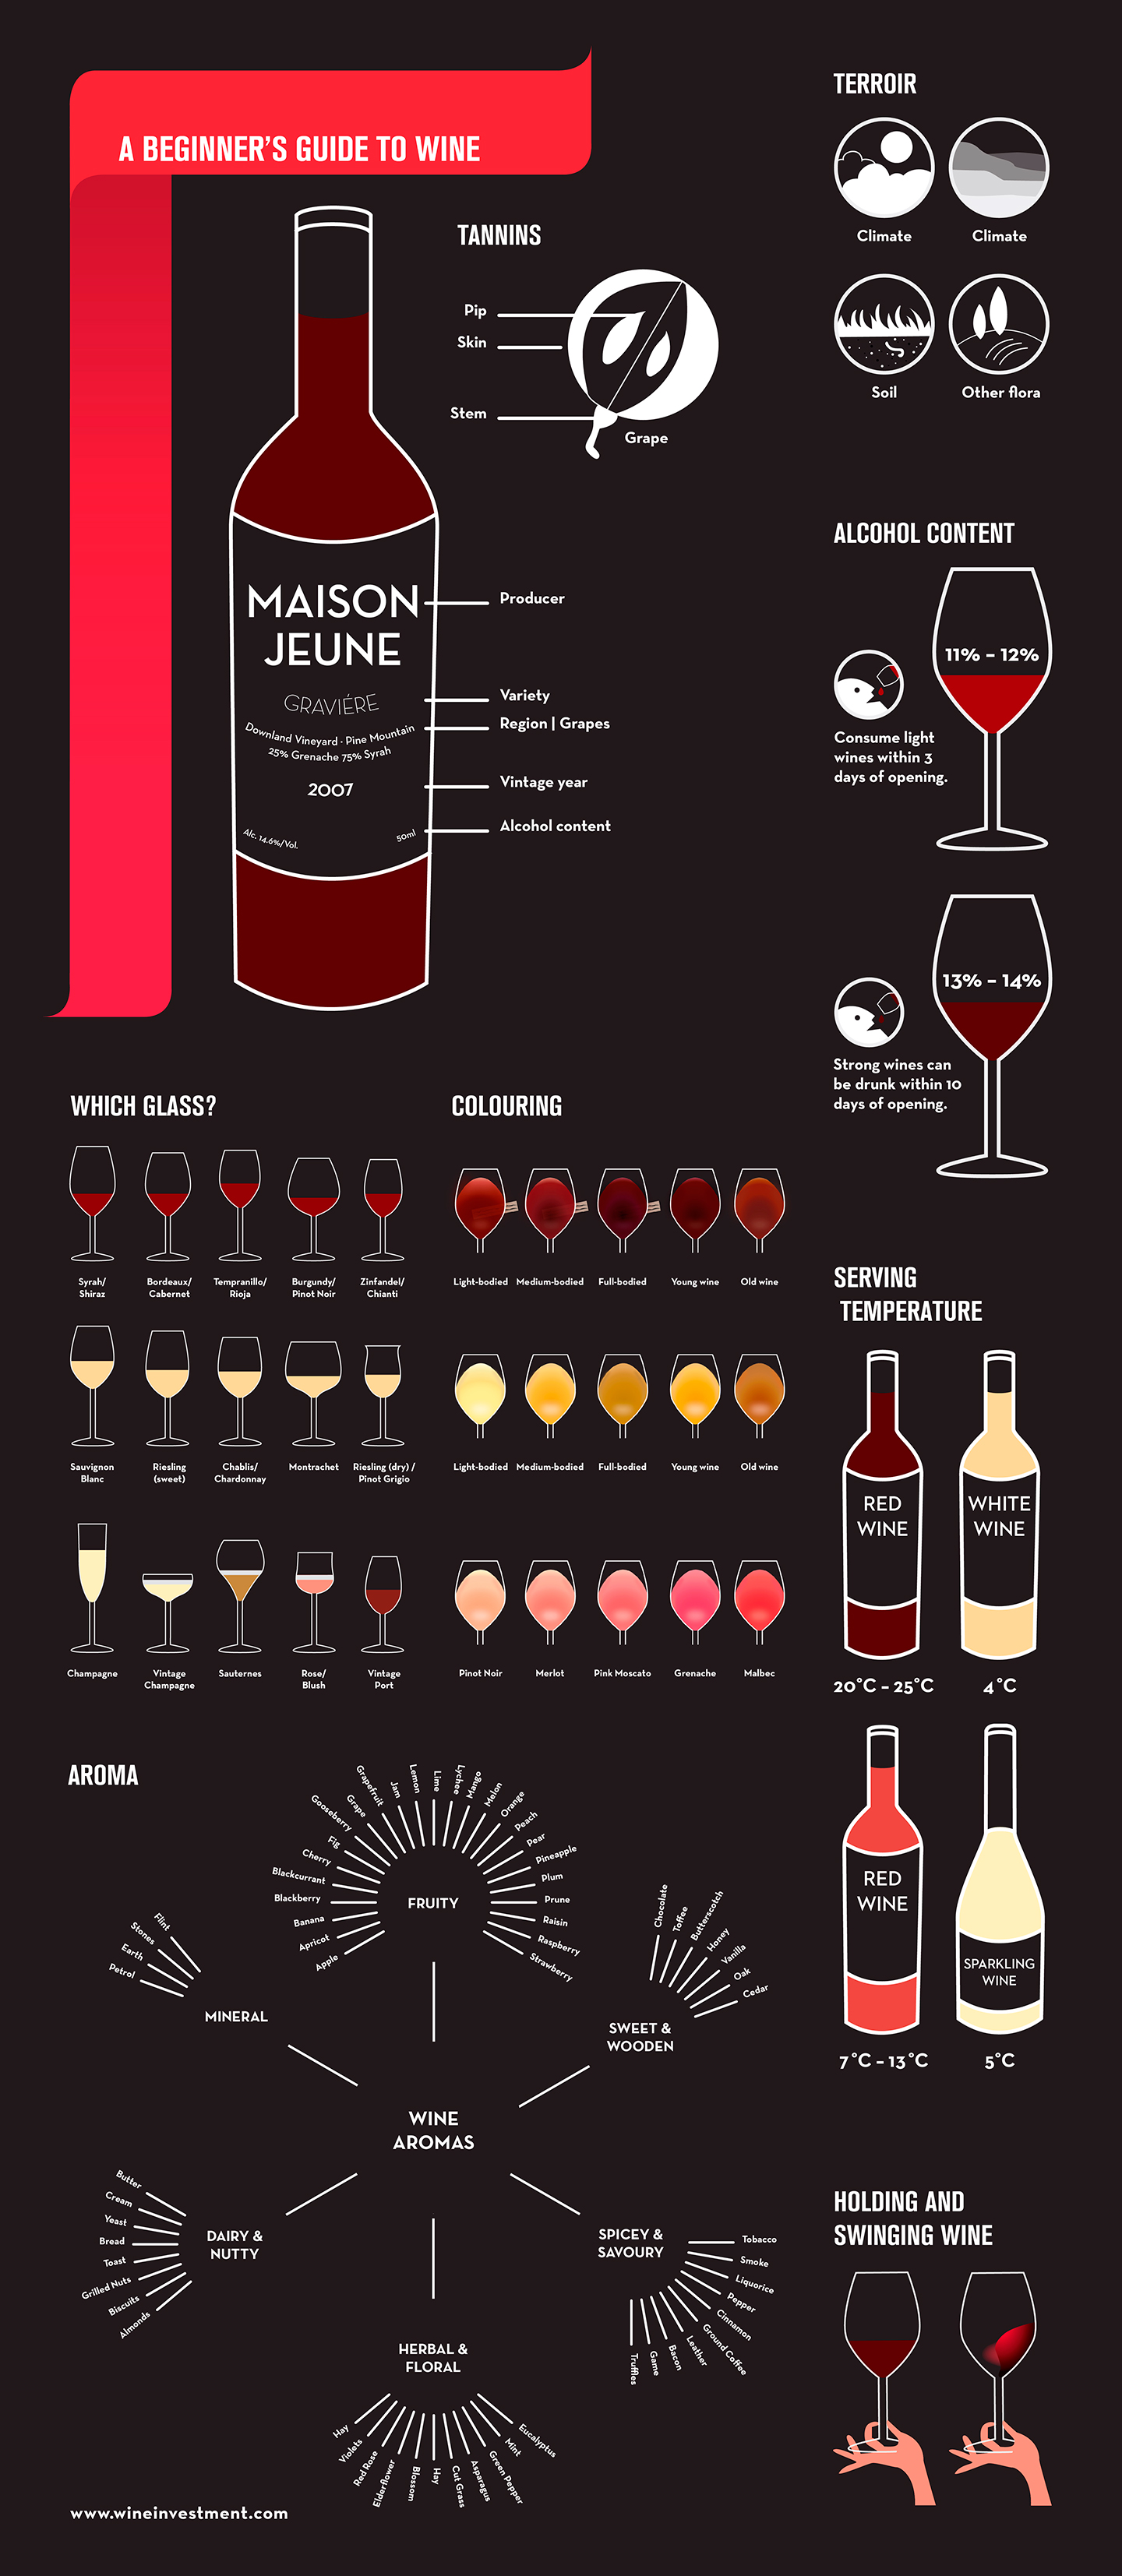 A BEGINNER'S GUIDE TO WINE
TANNINS
Pip
Skin
Stem
Grape
MAISON
JEUNE
GRAVIÉRE
Downland Vineyard · Pine Mountain
25% Grenache 75% Syrah
2007
Alc. 14.6%/Vol.
50ml
Producer
Variety
Region | Grapes
Vintage year
Alcohol content
TERROIR
Climate
Climate
Soil
Other flora
ALCOHOL CONTENT
11% – 12%
Consume light
wines within 3
days of opening.
13% – 14%
Strong wines can
be drunk within 10
days of opening.
WHICH GLASS?
Syrah/
Shiraz
Bordeaux/
Cabernet
Tempranillo/
Rioja
Burgundy/
Pinot Noir
Zinfandel/
Chianti
Sauvignon
Blanc
Riesling
(sweet)
Chablis/
Chardonnay
Montrachet
Riesling (dry) /
Pinot Grigio
Champagne
Vintage
Champagne
Sauternes
Rose/
Blush
Vintage
Port
COLOURING
Light-bodied
Medium-bodied
Full-bodied
Young wine
Old wine
Light-bodied
Medium-bodied
Full-bodied
Young wine
Old wine
Pinot Noir
Merlot
Pink Moscato
Grenache
Malbec
SERVING
TEMPERATURE
RED
WINE
20°C – 25°C
WHITE
WINE
4°C
RED
WINE
7°C – 13°C
SPARKLING
WINE
5°C
AROMA
WINE
AROMAS
FRUITY
Apple
Apricot
Banana
Blackberry
Blackcurrant
Cherry
Fig
Gooseberry
Grape
Grapefruit
Jam
Lemon
Lime
Lychee
Mango
Melon
Orange
Peach
Pear
Pineapple
Plum
Prune
Raisin
Raspberry
Strawberry
MINERAL
Petrol
Earth
Stones
Flint
SWEET &
WOODEN
Chocolate
Toffee
Butterscotch
Honey
Vanilla
Oak
Cedar
DAIRY &
NUTTY
Butter
Cream
Yeast
Bread
Toast
Grilled Nuts
Biscuits
Almonds
SPICEY &
SAVOURY
Tobacco
Smoke
Liquorice
Pepper
Cinnamon
Ground Coffee
Leather
Bacon
Game
Truffles
HERBAL &
FLORAL
Hay
Violets
Red Rose
Elderflower
Blossom
Hay
Cut Grass
Asparagus
Green Pepper
Mint
Eucalyptus
HOLDING AND
SWINGING WINE
www.wineinvestment.com